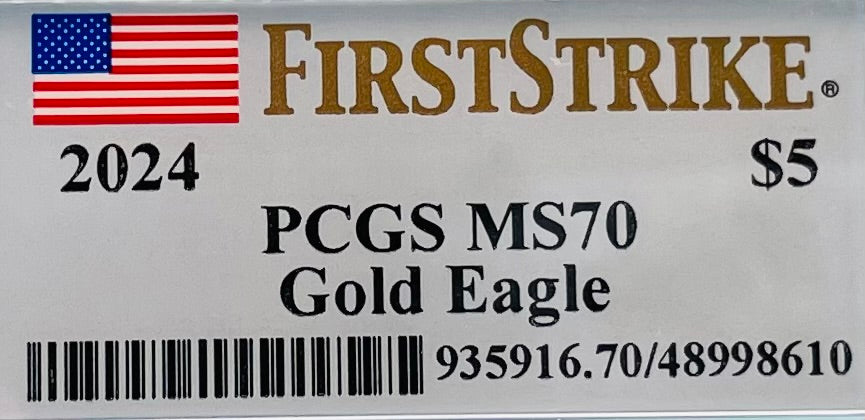 FIRSTSTRIKE®
2024 $5
PCGS MS70
Gold Eagle
935916.70/48998610